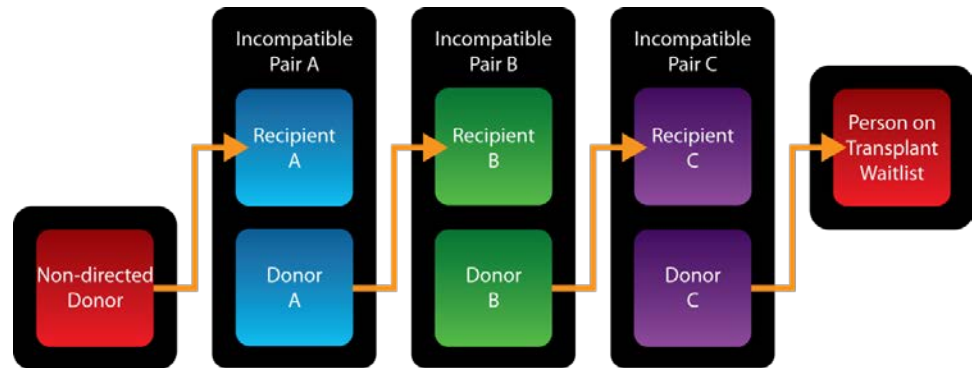 Incompatible
Pair A
Recipient
A
Donor
A
Incompatible
Pair B
Recipient
B
Donor
B
Incompatible
Pair C
Recipient
C
Donor
C
Non-directed
Donor
Person on
Transplant
Waitlist